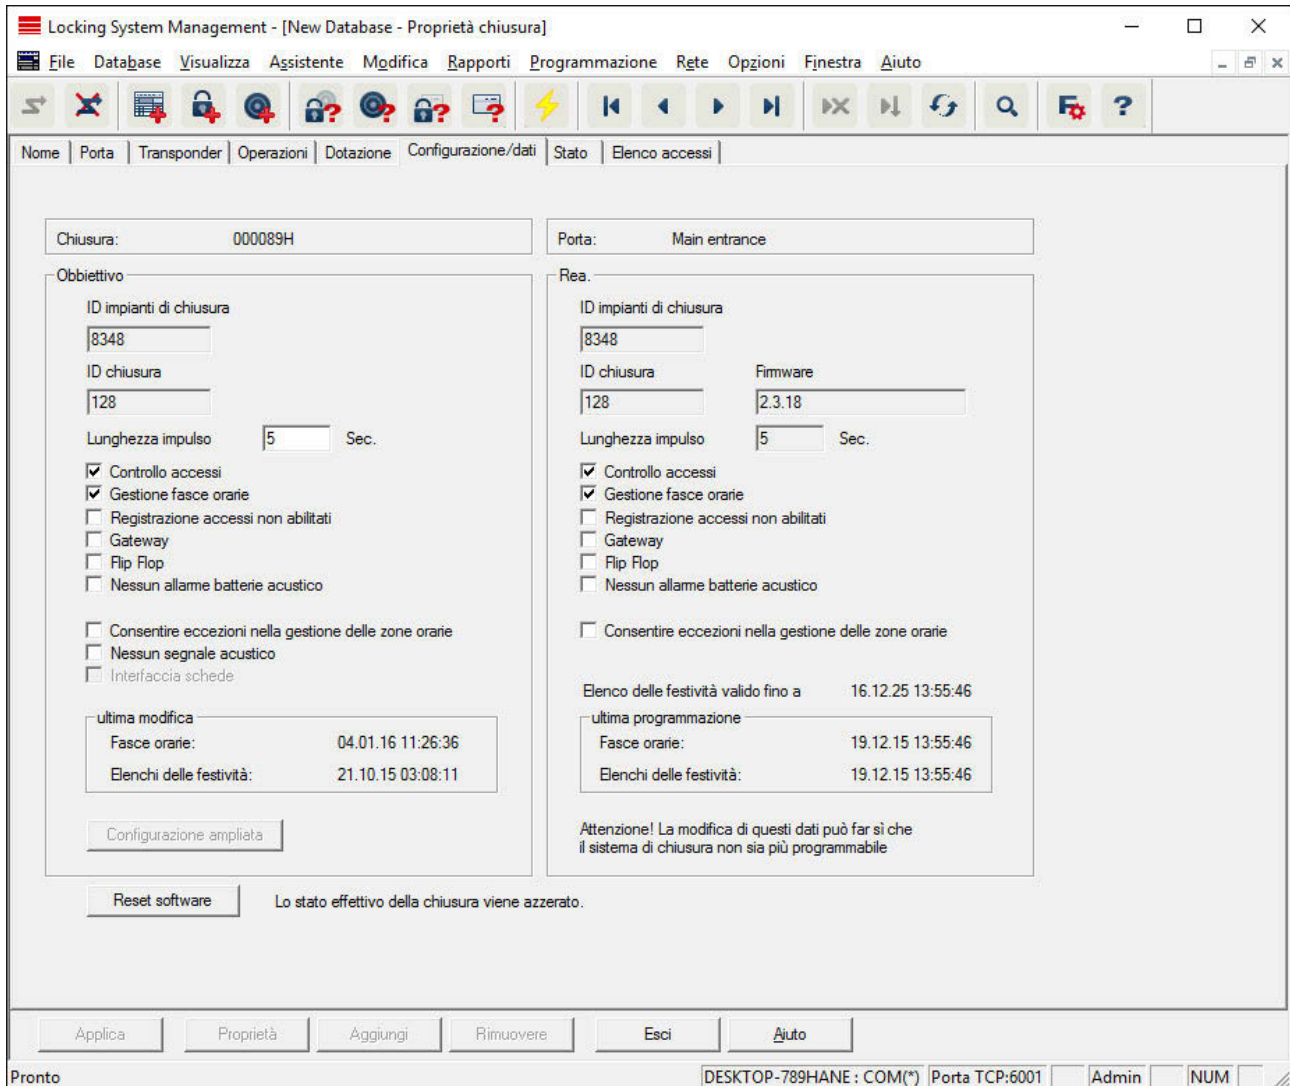 Locking System Management - [New Database - Proprietà chiusura]
File Database Visualizza Assistente Modifica Rapporti Programmazione Rete Opzioni Finestra Aiuto
Nome Porta Transponder Operazioni Dotazione Configurazione/dati Stato Elenco accessi
Chiusura: 000089H
Porta: Main entrance
Obbiettivo
ID impianti di chiusura
8348
ID chiusura
128
Lunghezza impulso 5 Sec.
Controllo accessi
Gestione fasce orarie
Registrazione accessi non abilitati
Gateway
Flip Flop
Nessun allarme batterie acustico
Consentire eccezioni nella gestione delle zone orarie
Nessun segnale acustico
Interfaccia schede
ultima modifica
Fasce orarie: 04.01.16 11:26:36
Elenchi delle festività: 21.10.15 03:08:11
Configurazione ampliata
Rea.
ID impianti di chiusura
8348
ID chiusura Firmware
128 2.3.18
Lunghezza impulso 5 Sec.
Controllo accessi
Gestione fasce orarie
Registrazione accessi non abilitati
Gateway
Flip Flop
Nessun allarme batterie acustico
Consentire eccezioni nella gestione delle zone orarie
Elenco delle festività valido fino a 16.12.25 13:55:46
ultima programmazione
Fasce orarie: 19.12.15 13:55:46
Elenchi delle festività: 19.12.15 13:55:46
Attenzione! La modifica di questi dati può far sì che
il sistema di chiusura non sia più programmabile
Reset software Lo stato effettivo della chiusura viene azzerato.
Applica Proprietà Aggiungi Rimuovere Esci Aiuto
Pronto DESKTOP-789HANE : COM(*) Porta TCP:6001 Admin NUM